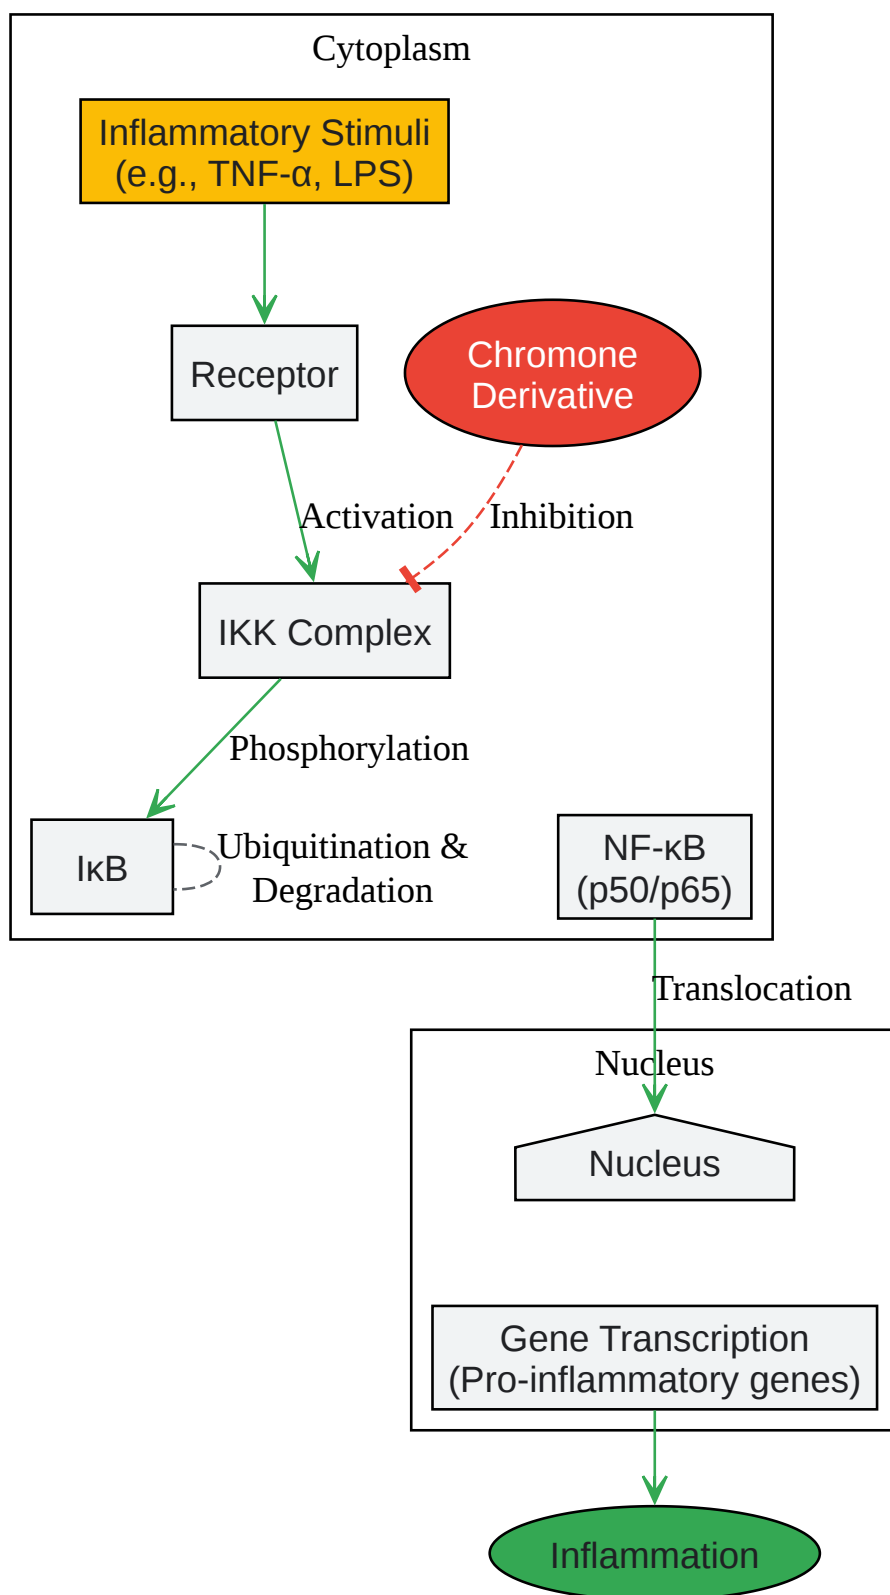 Cytoplasm
Inflammatory Stimuli
(e.g., TNF-α, LPS)
Receptor
Chromone
Derivative
Activation
Inhibition
IKK Complex
Phosphorylation
IκB
Ubiquitination &
Degradation
NF-κB
(p50/p65)
Translocation
Nucleus
Nucleus
Gene Transcription
(Pro-inflammatory genes)
Inflammation